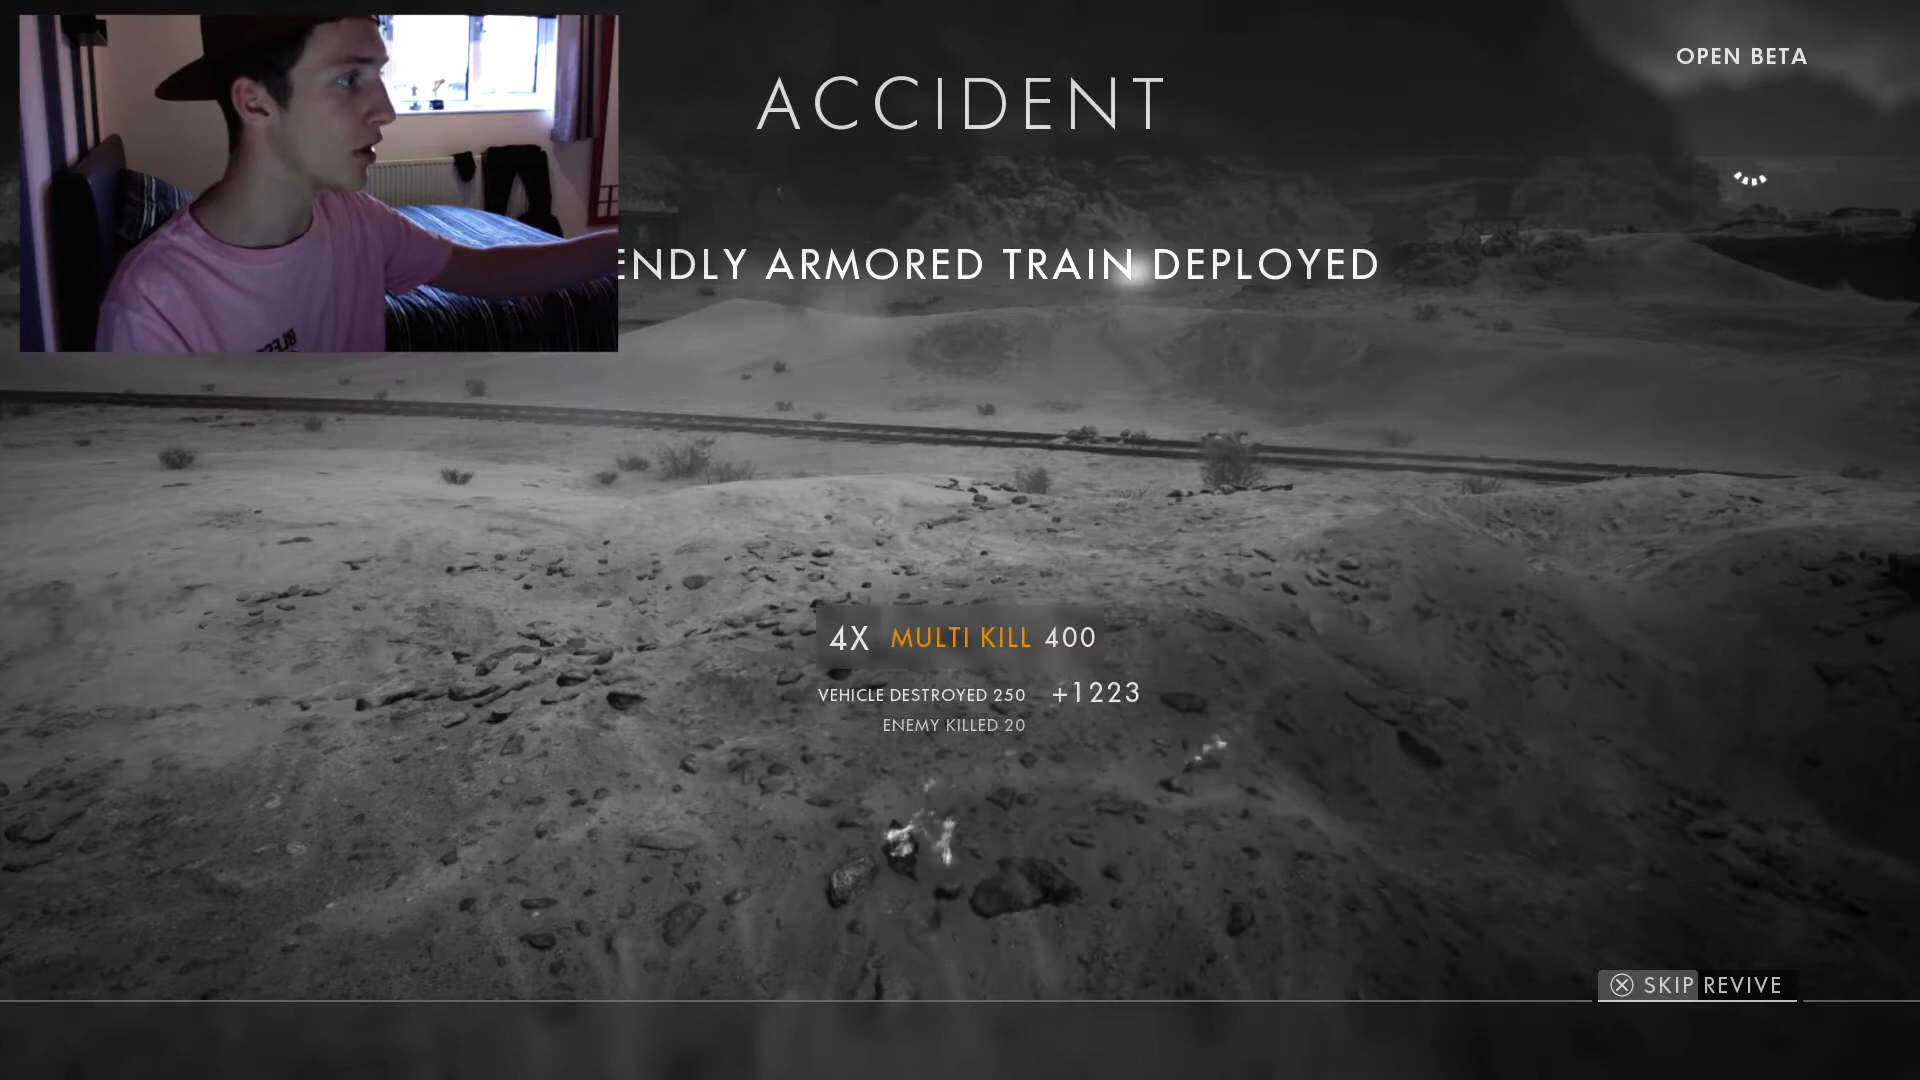 OPEN BETA
ACCIDENT
ENDLY ARMORED TRAIN DEPLOYED
4X MULTI KILL 400
VEHICLE DESTROYED 250 +1223
ENEMY KILLED 20
SKIP REVIVE